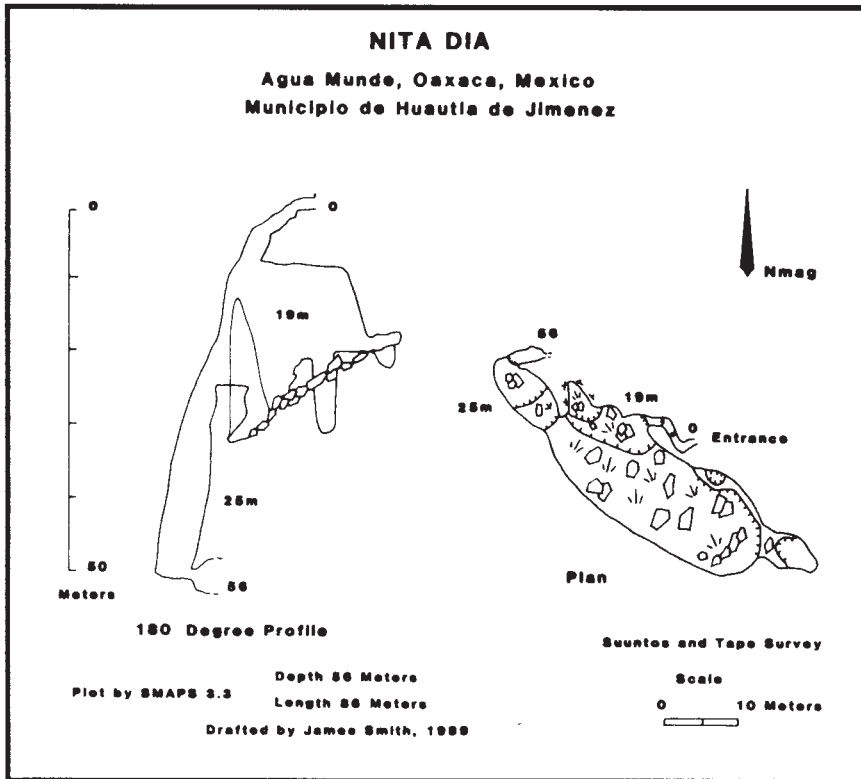 NITA DIA
Agua Munde, Oaxaca, Mexico
Municipio de Huautla de Jimenez
0
0
Nmag
19m
56
19m
25m
0
Entrance
25m
50
56
Meters
Plan
180 Degree Profile
Suuntos and Tape Survey
Depth 56 Meters
Scale
Plot by SMAPS 3.3
Length Meters
0 10 Meters
Drafted by James Smith,